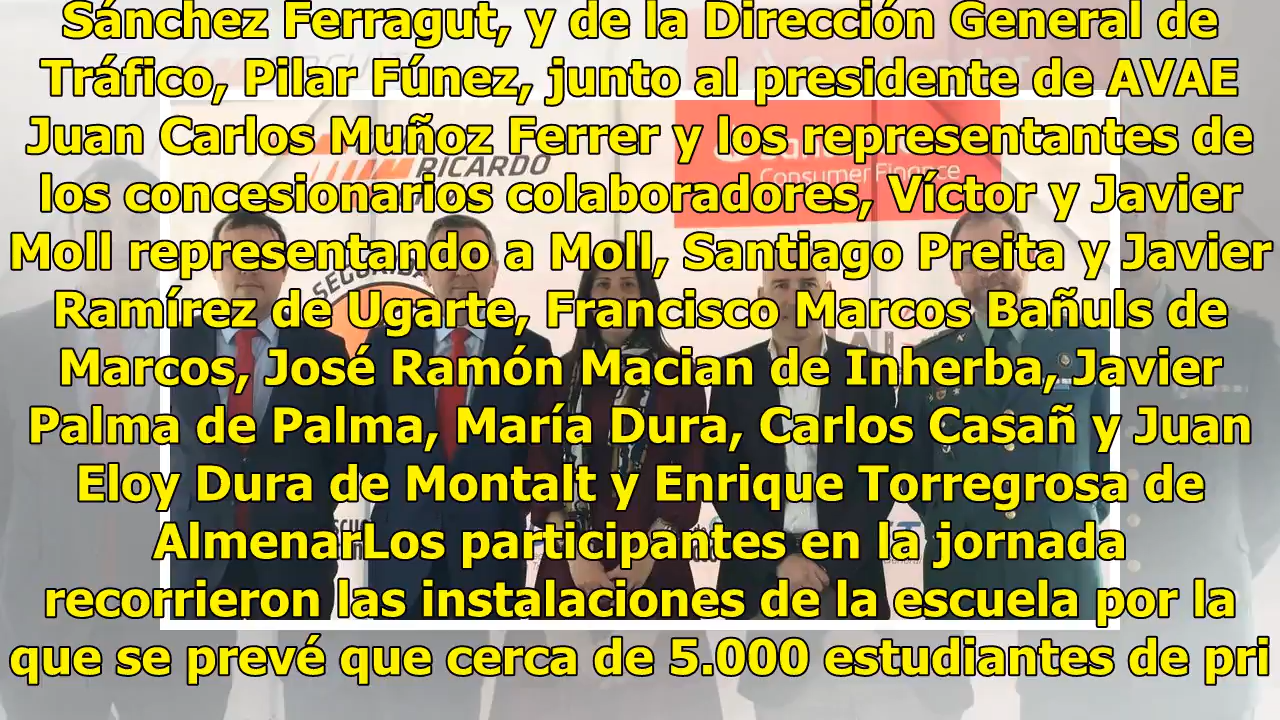 Sánchez Ferragut, y de la Dirección General de
Tráfico, Pilar Fúnez, junto al presidente de AVAE
Juan Carlos Muñoz Ferrer y los representantes de
los concesionarios colaboradores, Víctor y Javier
Moll representando a Moll, Santiago Preita y Javier
Ramírez de Ugarte, Francisco Marcos Bañuls de
Marcos, José Ramón Macian de Inherba, Javier
Palma de Palma, María Dura, Carlos Casañ y Juan
Eloy Dura de Montalt y Enrique Torregrosa de
AlmenarLos participantes en la jornada
recorrieron las instalaciones de la escuela por la
que se prevé que cerca de 5.000 estudiantes de pri
RICARDO
Consumer Finance
SEGURIDA